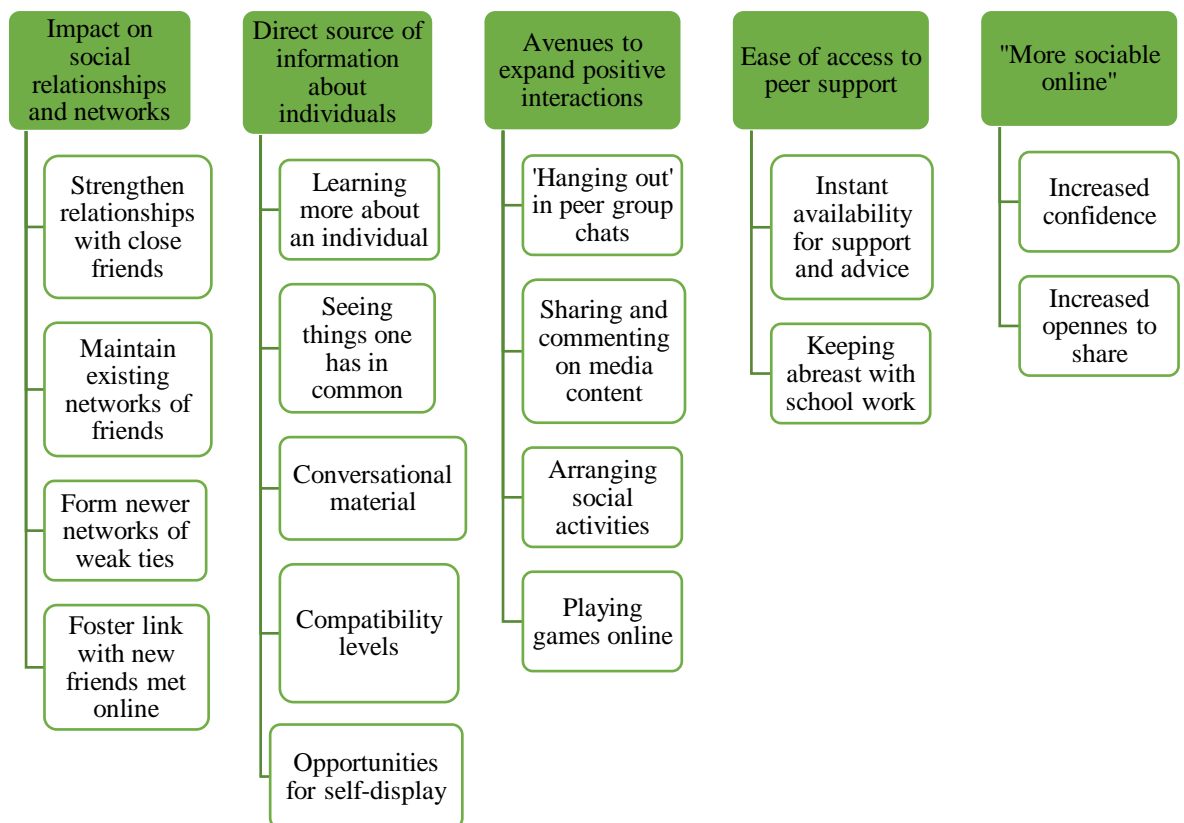 Impact on
social
relationships
and networks
Strengthen
relationships
with close
friends
Maintain
existing
networks of
friends
Form newer
networks of
weak ties
Foster link
with new
friends met
online
Direct source of
information
about
individuals
Learning
more about
an individual
Seeing
things one
has in
common
Conversational
material
Compatibility
levels
Opportunities
for self-display
Avenues to
expand positive
interactions
'Hanging out'
in peer group
chats
Sharing and
commenting
on media
content
Arranging
social
activities
Playing
games online
Ease of access to
peer support
Instant
availability
for support
and advice
Keeping
abreast with
school work
"More sociable
online"
Increased
confidence
Increased
opennes to
share